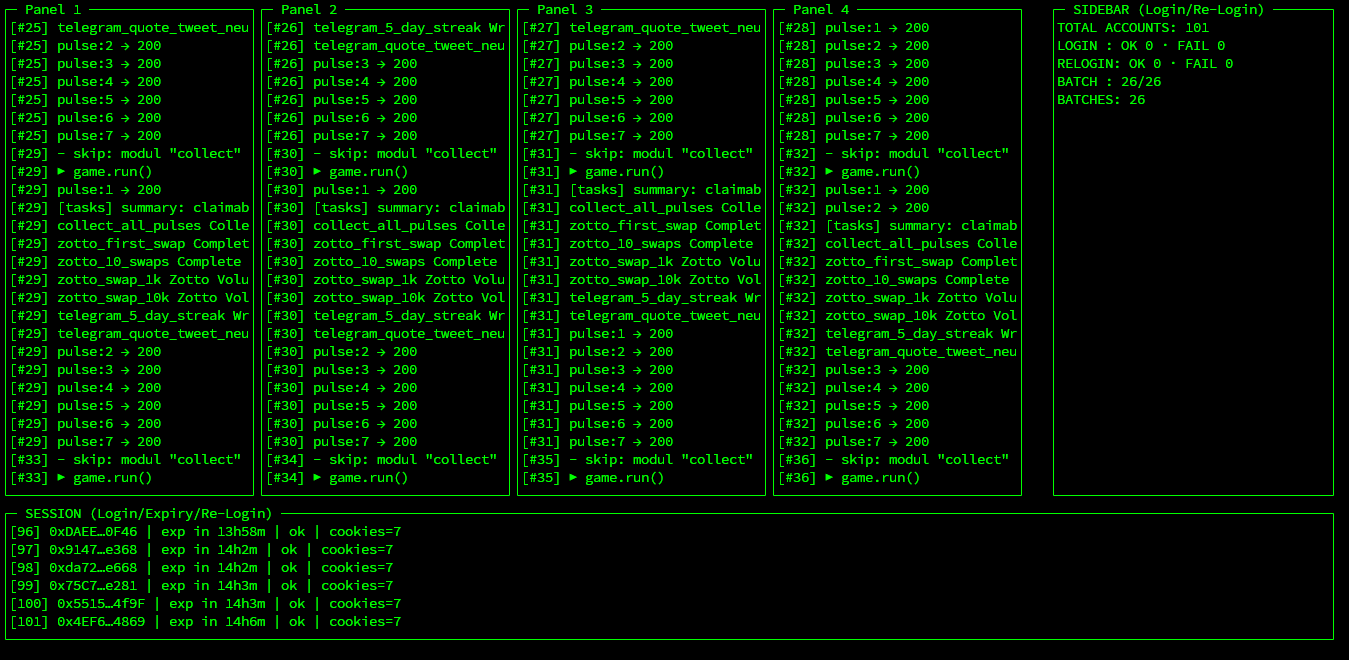 Panel 1
[#25] telegram_quote_tweet_neu
[#25] pulse:2 → 200
[#25] pulse:3 → 200
[#25] pulse:4 → 200
[#25] pulse:5 → 200
[#25] pulse:6 → 200
[#25] pulse:7 → 200
[#29] - skip: modul "collect"
[#29] ► game.run()
[#29] pulse:1 → 200
[#29] [tasks] summary: claimab
[#29] collect_all_pulses Colle
[#29] zotto_first_swap Complet
[#29] zotto_10_swaps Complete
[#29] zotto_swap_1k Zotto Volu
[#29] zotto_swap_10k Zotto Vol
[#29] telegram_5_day_streak Wr
[#29] telegram_quote_tweet_neu
[#29] pulse:2 → 200
[#29] pulse:3 → 200
[#29] pulse:4 → 200
[#29] pulse:5 → 200
[#29] pulse:6 → 200
[#29] pulse:7 → 200
[#33] - skip: modul "collect"
[#33] ► game.run()
Panel 2
[#26] telegram_5_day_streak Wr
[#26] telegram_quote_tweet_neu
[#26] pulse:3 → 200
[#26] pulse:4 → 200
[#26] pulse:5 → 200
[#26] pulse:6 → 200
[#26] pulse:7 → 200
[#30] - skip: modul "collect"
[#30] ► game.run()
[#30] pulse:1 → 200
[#30] [tasks] summary: claimab
[#30] collect_all_pulses Colle
[#30] zotto_first_swap Complet
[#30] zotto_10_swaps Complete
[#30] zotto_swap_1k Zotto Volu
[#30] zotto_swap_10k Zotto Vol
[#30] telegram_5_day_streak Wr
[#30] telegram_quote_tweet_neu
[#30] pulse:2 → 200
[#30] pulse:3 → 200
[#30] pulse:4 → 200
[#30] pulse:5 → 200
[#30] pulse:6 → 200
[#30] pulse:7 → 200
[#34] - skip: modul "collect"
[#34] ► game.run()
Panel 3
[#27] telegram_quote_tweet_neu
[#27] pulse:2 → 200
[#27] pulse:3 → 200
[#27] pulse:4 → 200
[#27] pulse:5 → 200
[#27] pulse:6 → 200
[#27] pulse:7 → 200
[#31] - skip: modul "collect"
[#31] ► game.run()
[#31] [tasks] summary: claimab
[#31] collect_all_pulses Colle
[#31] zotto_first_swap Complet
[#31] zotto_10_swaps Complete
[#31] zotto_swap_1k Zotto Volu
[#31] zotto_swap_10k Zotto Vol
[#31] telegram_5_day_streak Wr
[#31] telegram_quote_tweet_neu
[#31] pulse:1 → 200
[#31] pulse:2 → 200
[#31] pulse:3 → 200
[#31] pulse:4 → 200
[#31] pulse:5 → 200
[#31] pulse:6 → 200
[#31] pulse:7 → 200
[#35] - skip: modul "collect"
[#35] ► game.run()
Panel 4
[#28] pulse:1 → 200
[#28] pulse:2 → 200
[#28] pulse:3 → 200
[#28] pulse:4 → 200
[#28] pulse:5 → 200
[#28] pulse:6 → 200
[#28] pulse:7 → 200
[#32] - skip: modul "collect"
[#32] ► game.run()
[#32] pulse:1 → 200
[#32] pulse:2 → 200
[#32] [tasks] summary: claimab
[#32] collect_all_pulses Colle
[#32] zotto_first_swap Complet
[#32] zotto_10_swaps Complete
[#32] zotto_swap_1k Zotto Volu
[#32] zotto_swap_10k Zotto Vol
[#32] telegram_5_day_streak Wr
[#32] telegram_quote_tweet_neu
[#32] pulse:3 → 200
[#32] pulse:4 → 200
[#32] pulse:5 → 200
[#32] pulse:6 → 200
[#32] pulse:7 → 200
[#36] - skip: modul "collect"
[#36] ► game.run()
SIDEBAR (Login/Re-Login)
TOTAL ACCOUNTS: 101
LOGIN : OK 0 · FAIL 0
RELOGIN: OK 0 · FAIL 0
BATCH : 26/26
BATCHES: 26
SESSION (Login/Expiry/Re-Login)
[96] 0xDAEE…0F46 | exp in 13h58m | ok | cookies=7
[97] 0x9147…e368 | exp in 14h2m | ok | cookies=7
[98] 0xda72…e668 | exp in 14h2m | ok | cookies=7
[99] 0x75C7…e281 | exp in 14h3m | ok | cookies=7
[100] 0x5515…4f9F | exp in 14h3m | ok | cookies=7
[101] 0x4EF6…4869 | exp in 14h6m | ok | cookies=7